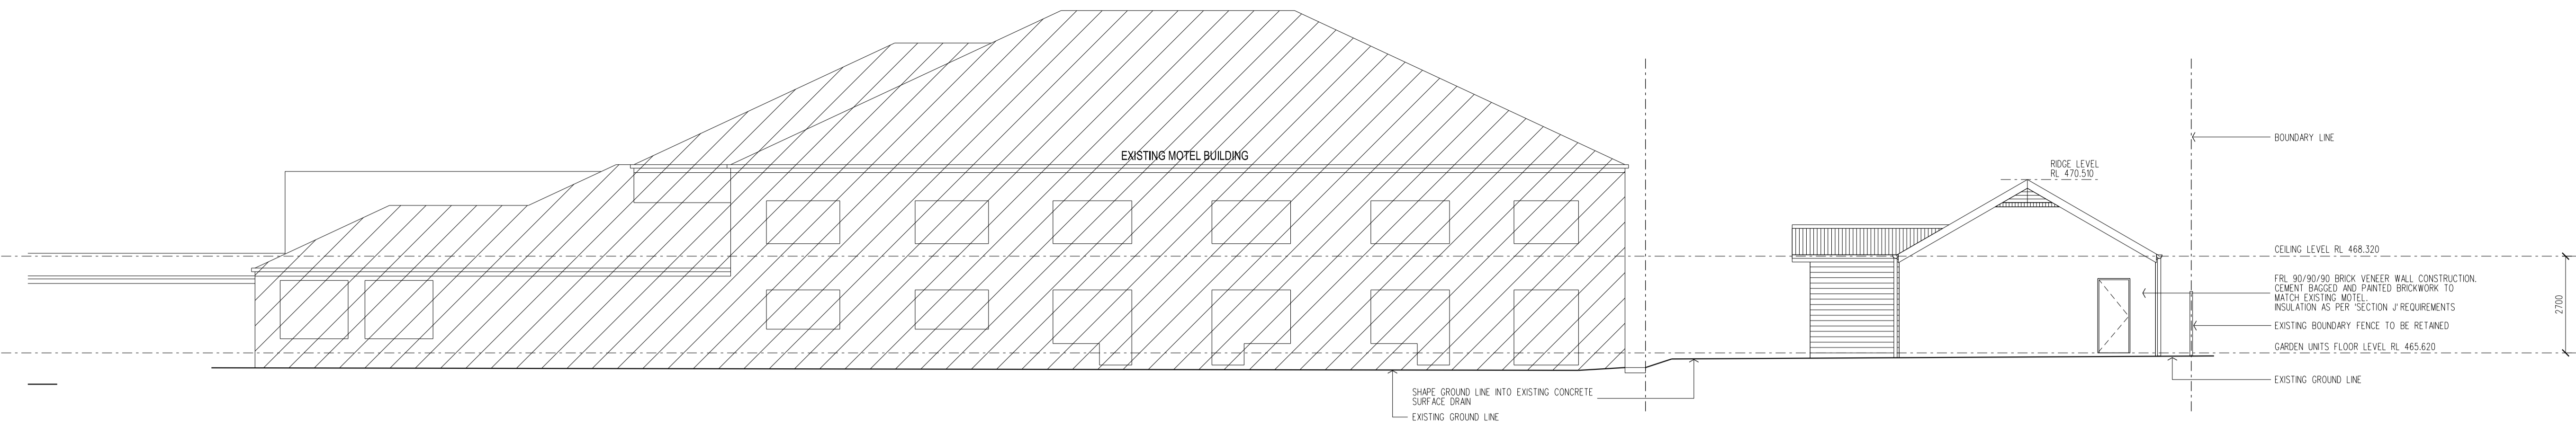 EXISTING MOTEL BUILDING
BOUNDARY LINE
RIDGE LEVEL
RL 470.510
CEILING LEVEL RL 468.320
FRL 90/90/90 BRICK VENEER WALL CONSTRUCTION.
CEMENT BAGGED AND PAINTED BRICKWORK TO
MATCH EXISTING MOTEL.
INSULATION AS PER 'SECTION J' REQUIREMENTS
2700
EXISTING BOUNDARY FENCE TO BE RETAINED
GARDEN UNITS FLOOR LEVEL RL 465.620
EXISTING GROUND LINE
SHAPE GROUND LINE INTO EXISTING CONCRETE
SURFACE DRAIN
EXISTING GROUND LINE